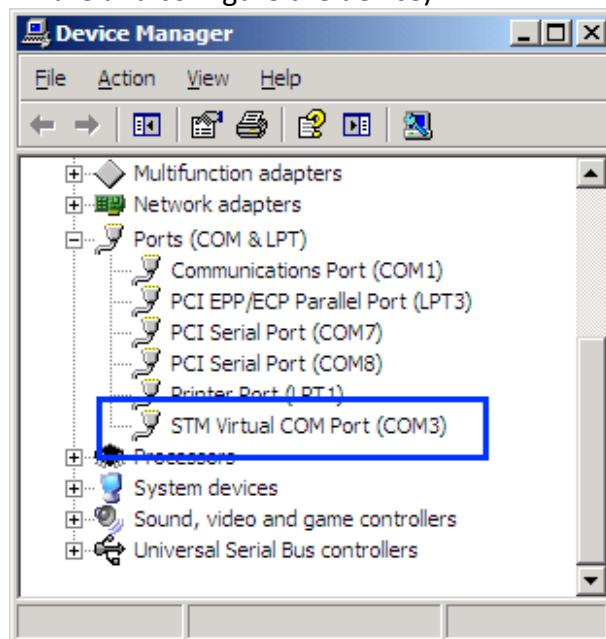 Device Manager
File Action View Help
Multifunction adapters
Network adapters
Ports (COM & LPT)
Communications Port (COM1)
PCI EPP/ECP Parallel Port (LPT3)
PCI Serial Port (COM7)
PCI Serial Port (COM8)
Printer Port (LPT1)
STM Virtual COM Port (COM3)
Processors
System devices
Sound, video and game controllers
Universal Serial Bus controllers